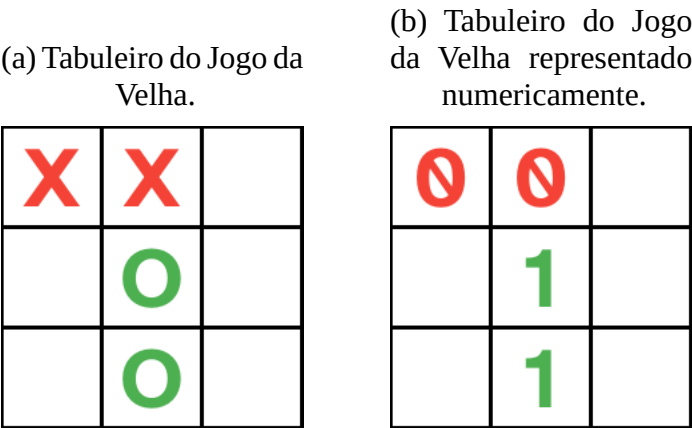 (a) Tabuleiro do Jogo da
Velha.
X X
O
O
(b) Tabuleiro do Jogo
da Velha representado
numericamente.
0 0
1
1